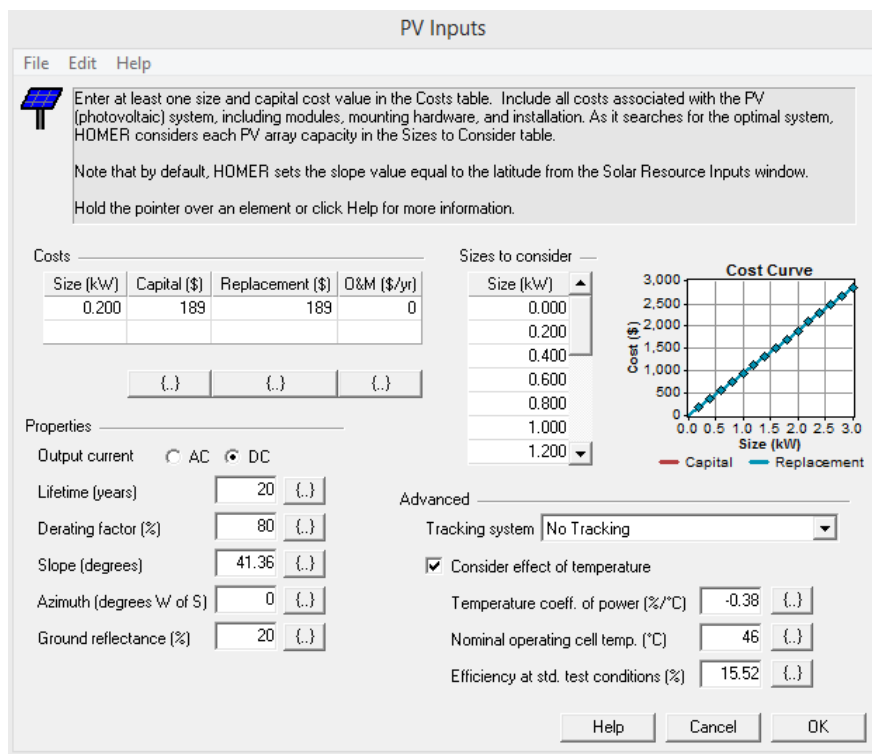 PV Inputs
File Edit Help
Enter at least one size and capital cost value in the Costs table. Include all costs associated with the PV
(photovoltaic) system, including modules, mounting hardware, and installation. As it searches for the optimal system,
HOMER considers each PV array capacity in the Sizes to Consider table.
Note that by default, HOMER sets the slope value equal to the latitude from the Solar Resource Inputs window.
Hold the pointer over an element or click Help for more information.
Costs
Size (kW) Capital ($) Replacement ($) O&M ($/yr)
0.200 189 189 0
{..} {..} {..}
Sizes to consider
Size (kW)
0.000
0.200
0.400
0.600
0.800
1.000
1.200
Cost Curve
Cost ($)
3,000
2,500
2,000
1,500
1,000
500
0
0.0 0.5 1.0 1.5 2.0 2.5 3.0
Size (kW)
Capital Replacement
Properties
Output current AC DC
Lifetime (years) 20 {..}
Derating factor (%) 80 {..}
Slope (degrees) 41.36 {..}
Azimuth (degrees W of S) 0 {..}
Ground reflectance (%) 20 {..}
Advanced
Tracking system No Tracking
Consider effect of temperature
Temperature coeff. of power (%/°C) -0.38 {..}
Nominal operating cell temp. (°C) 46 {..}
Efficiency at std. test conditions (%) 15.52 {..}
Help Cancel OK